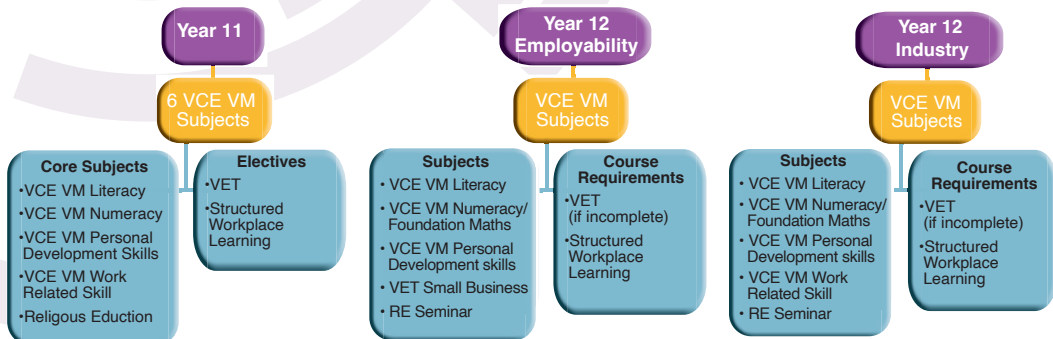 Year 11
6 VCE VM
Subjects
Core Subjects
•VCE VM Literacy
•VCE VM Numeracy
•VCE VM Personal
Development Skills
•VCE VM Work
Related Skill
•Religous Eduction
Electives
•VET
•Structured
Workplace
Learning
Year 12
Employability
VCE VM
Subjects
Subjects
• VCE VM Literacy
• VCE VM Numeracy/
Foundation Maths
• VCE VM Personal
Development skills
• VET Small Business
• RE Seminar
Course
Requirements
•VET
(if incomplete)
•Structured
Workplace
Learning
Year 12
Industry
VCE VM
Subjects
Subjects
• VCE VM Literacy
• VCE VM Numeracy/
Foundation Maths
• VCE VM Personal
Development skills
• VCE VM Work
Related Skill
• RE Seminar
Course
Requirements
•VET
(if incomplete)
•Structured
Workplace
Learning